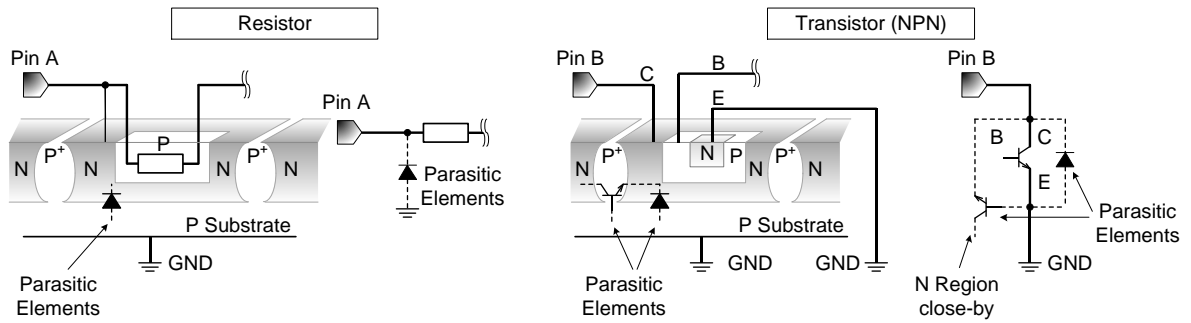 Resistor
Pin A
N
P+
N
P
N
P+
N
Parasitic
Elements
P Substrate
GND
Pin A
Parasitic
Elements
Transistor (NPN)
Pin B
C
B
E
N
P+
N
N
P
N
P+
N
P Substrate
Parasitic
Elements
GND
GND
Pin B
B
C
E
Parasitic
Elements
GND
N Region
close-by